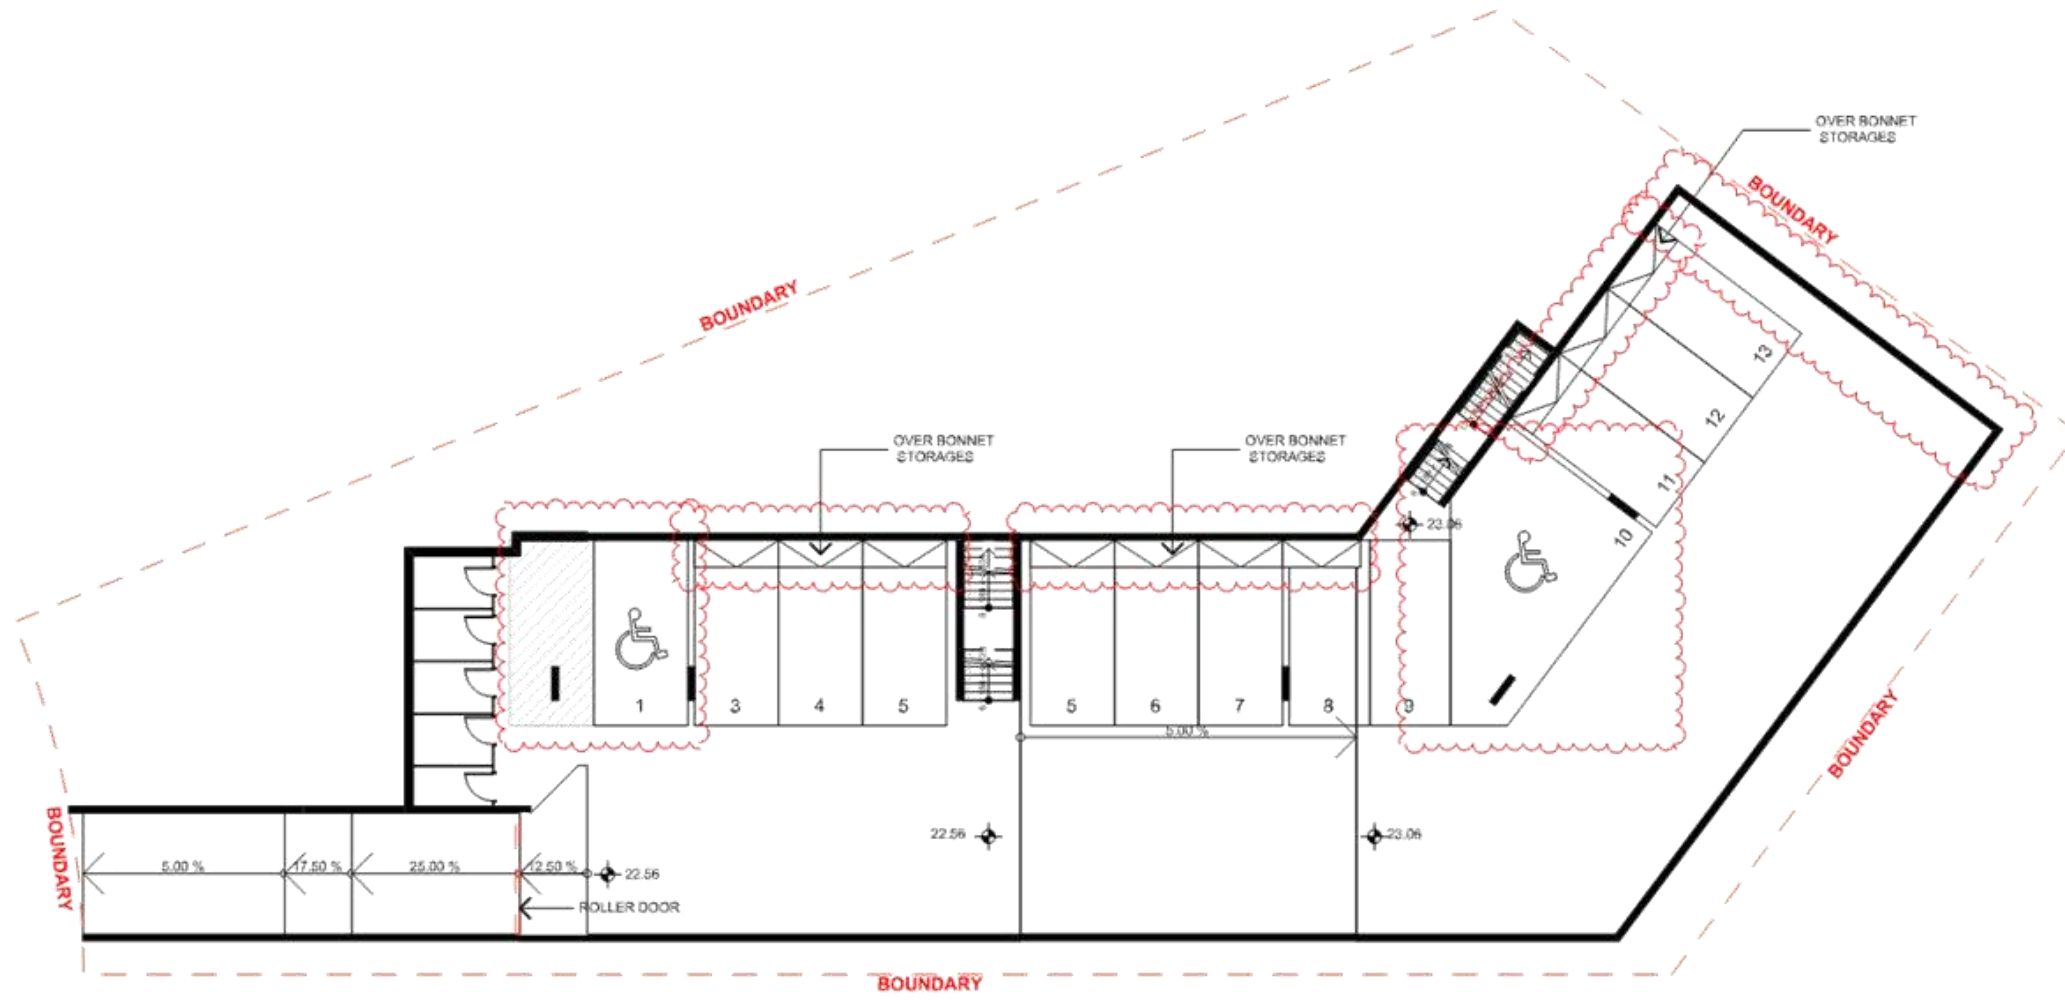 OVER BONNET
STORAGES
BOUNDARY
BOUNDARY
13
12
11
10
OVER BONNET
STORAGES
OVER BONNET
STORAGES
23.06
1
3
4
5
5
6
7
8
9
5.00 %
BOUNDARY
BOUNDARY
22.56
23.06
5.00 %
17.50 %
25.00 %
12.50 %
22.56
ROLLER DOOR
BOUNDARY